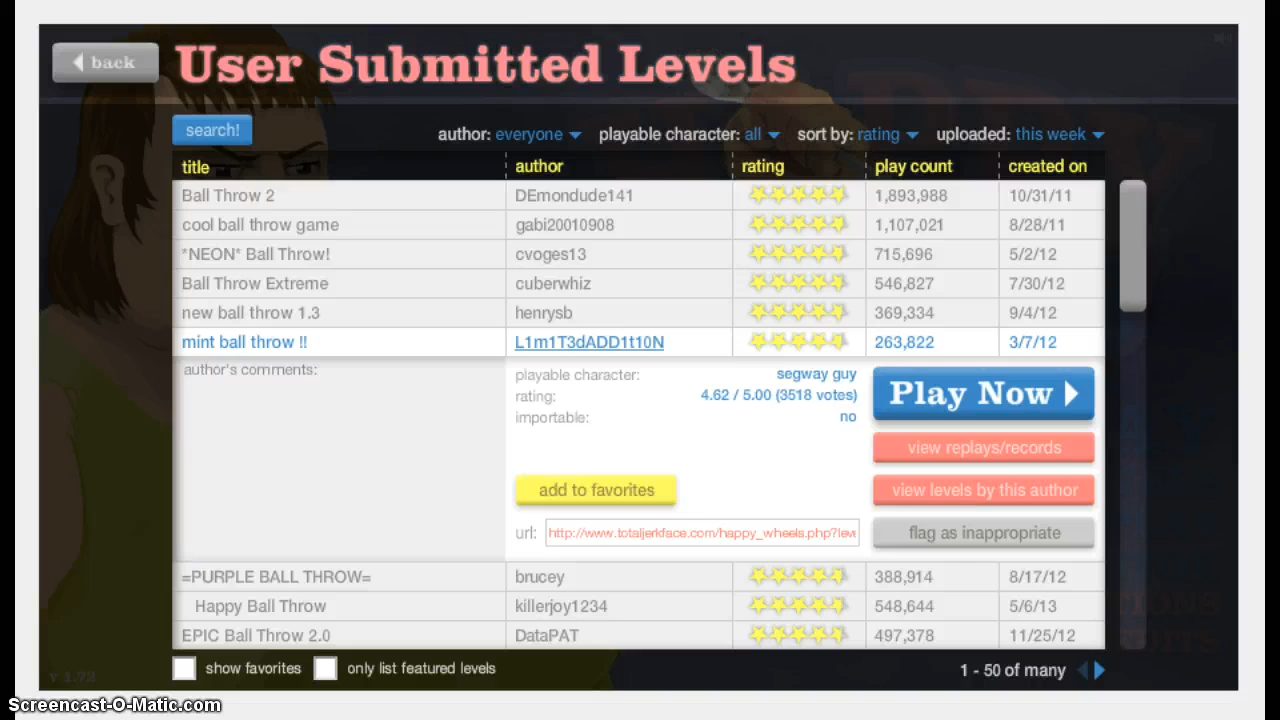 back
User Submitted Levels
search!
author: everyone playable character: all sort by: rating uploaded: this week
title author rating play count created on
Ball Throw 2 DEmondude141 1,893,988 10/31/11
cool ball throw game gabi20010908 1,107,021 8/28/11
*NEON* Ball Throw! cvoges13 715,696 5/2/12
Ball Throw Extreme cuberwhiz 546,827 7/30/12
new ball throw 1.3 henrysb 369,334 9/4/12
mint ball throw !! L1m1T3dADD1t10N 263,822 3/7/12
author's comments:
playable character: segway guy
rating: 4.62 / 5.00 (3518 votes)
importable: no
Play Now
view replays/records
add to favorites
view levels by this author
url: http://www.totaljerkface.com/happy_wheels.php?leve
flag as inappropriate
=PURPLE BALL THROW= brucey 388,914 8/17/12
Happy Ball Throw killerjoy1234 548,644 5/6/13
EPIC Ball Throw 2.0 DataPAT 497,378 11/25/12
show favorites only list featured levels
1 - 50 of many
v 1.72
Screencast-O-Matic.com